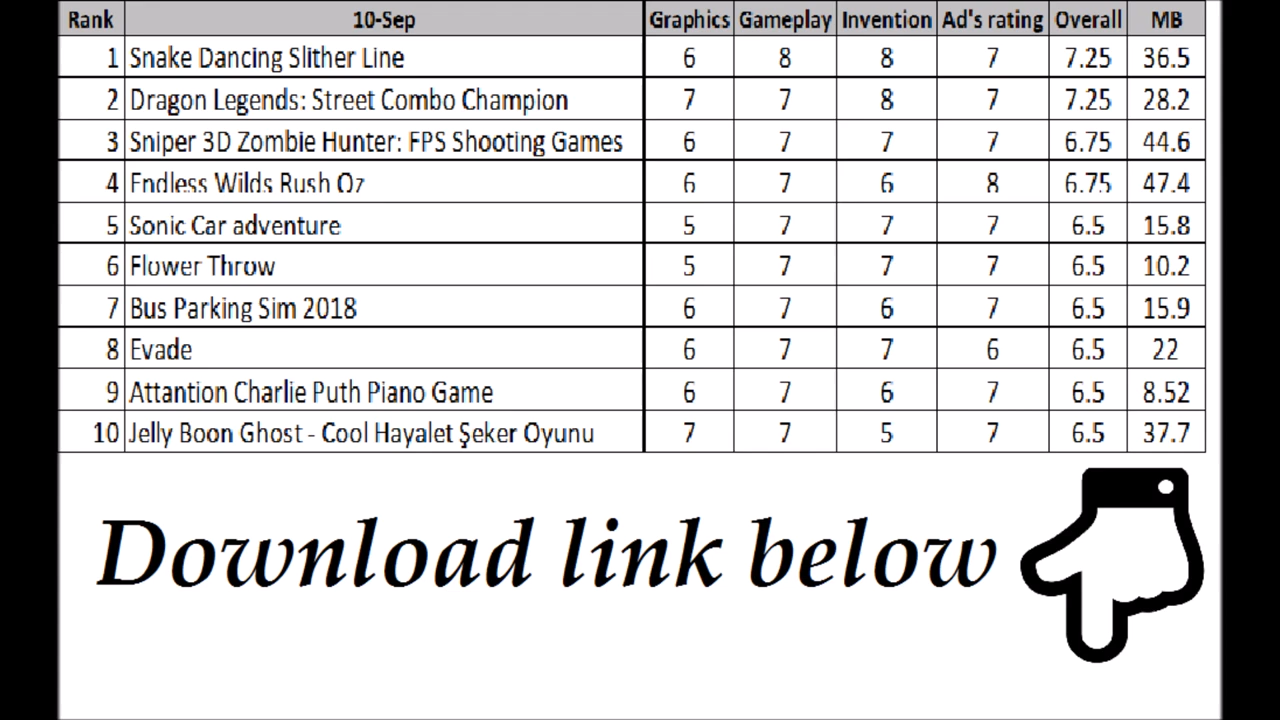 Rank 10-Sep Graphics Gameplay Invention Ad's rating Overall MB
1 Snake Dancing Slither Line 6 8 8 7 7.25 36.5
2 Dragon Legends: Street Combo Champion 7 7 8 7 7.25 28.2
3 Sniper 3D Zombie Hunter: FPS Shooting Games 6 7 7 7 6.75 44.6
4 Endless Wilds Rush Oz 6 7 6 8 6.75 47.4
5 Sonic Car adventure 5 7 7 7 6.5 15.8
6 Flower Throw 5 7 7 7 6.5 10.2
7 Bus Parking Sim 2018 6 7 6 7 6.5 15.9
8 Evade 6 7 7 6 6.5 22
9 Attantion Charlie Puth Piano Game 6 7 6 7 6.5 8.52
10 Jelly Boon Ghost - Cool Hayalet Şeker Oyunu 7 7 5 7 6.5 37.7
Download link below